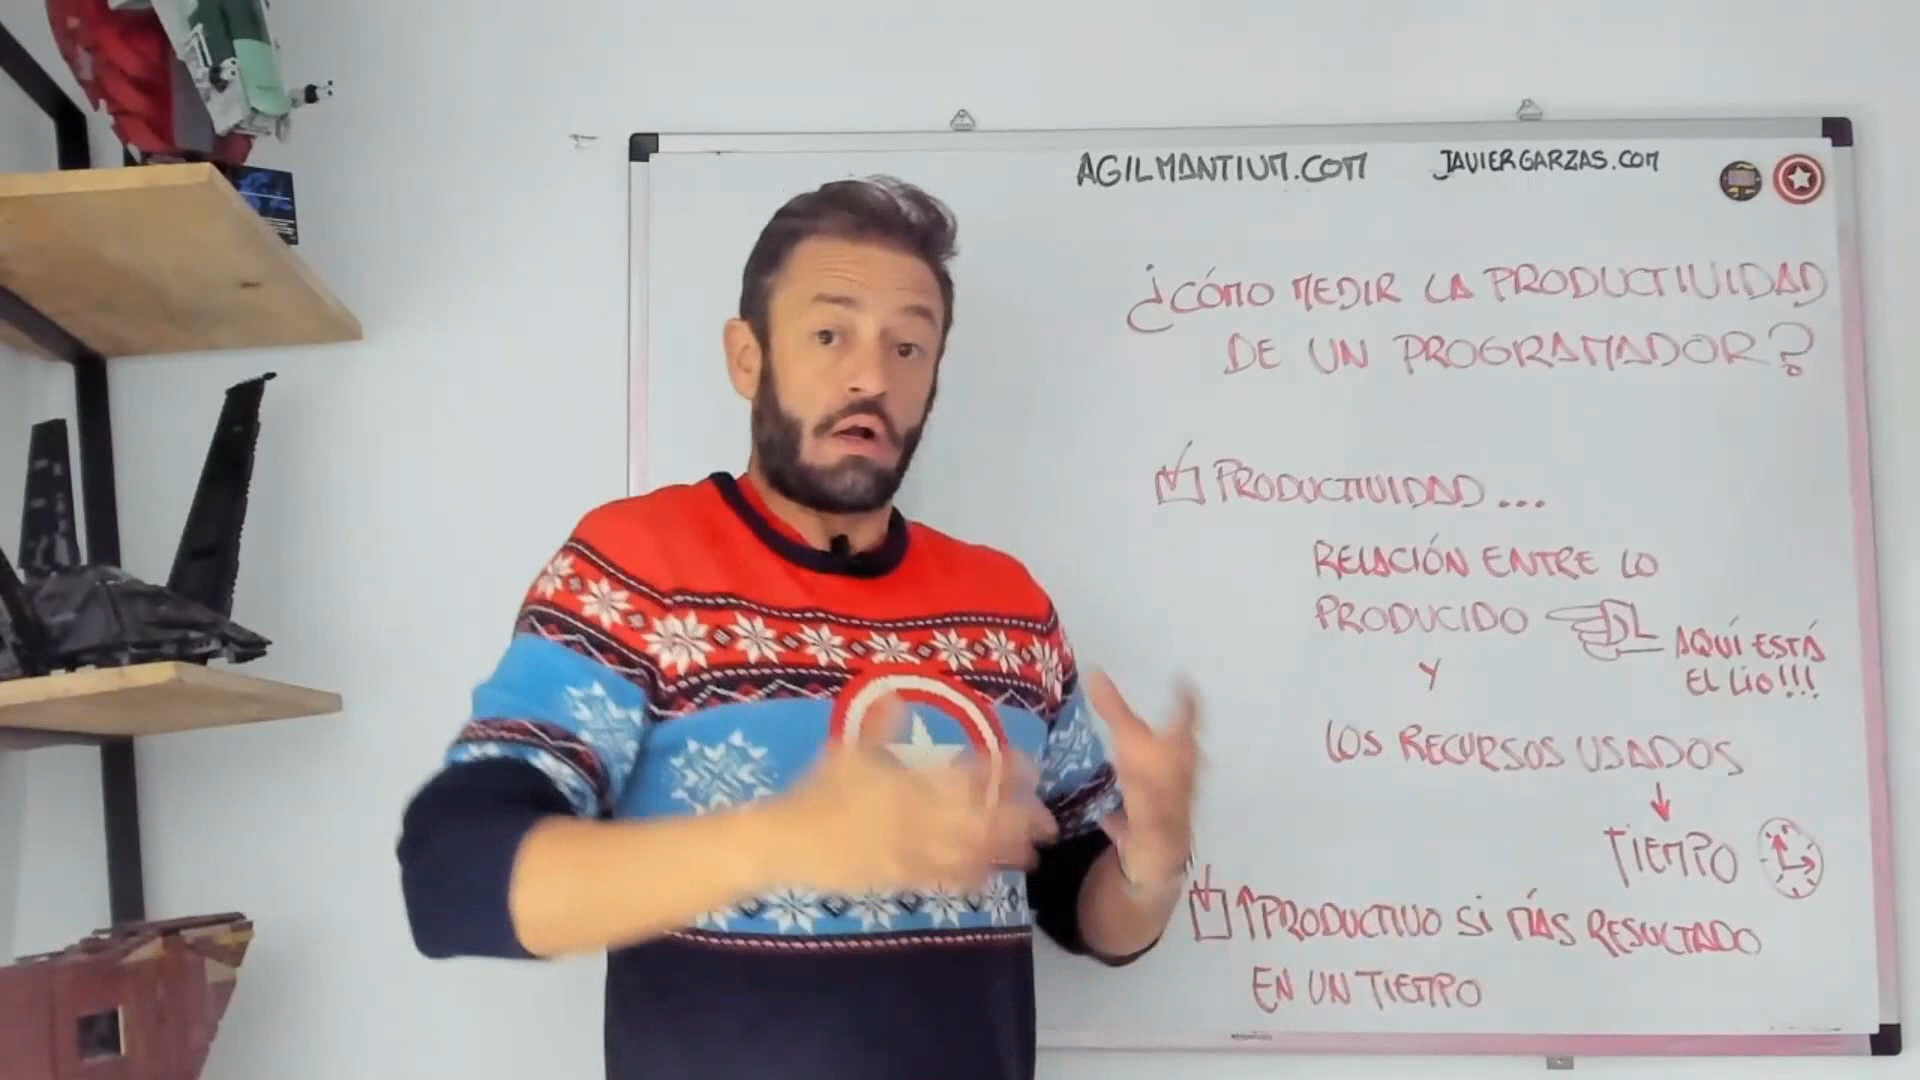 AGILMANTIUM.COM
JAVIERGARZAS.COM
¿CÓMO MEDIR LA PRODUCTIVIDAD
DE UN PROGRAMADOR?
PRODUCTIVIDAD...
RELACIÓN ENTRE LO
PRODUCIDO
AQUÍ ESTÁ
EL LIO!!!
Y
LOS RECURSOS USADOS
TIEMPO
↑PRODUCTIVO SI MÁS RESULTADO
EN UN TIEMPO